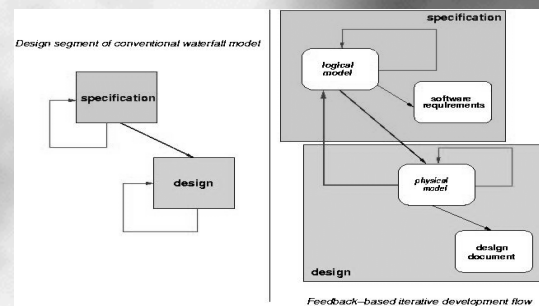 Design segment of conventional waterfall model
specification
design
specification
logical
model
software
requirements
physical
model
design
document
design
Feedback-based iterative development flow